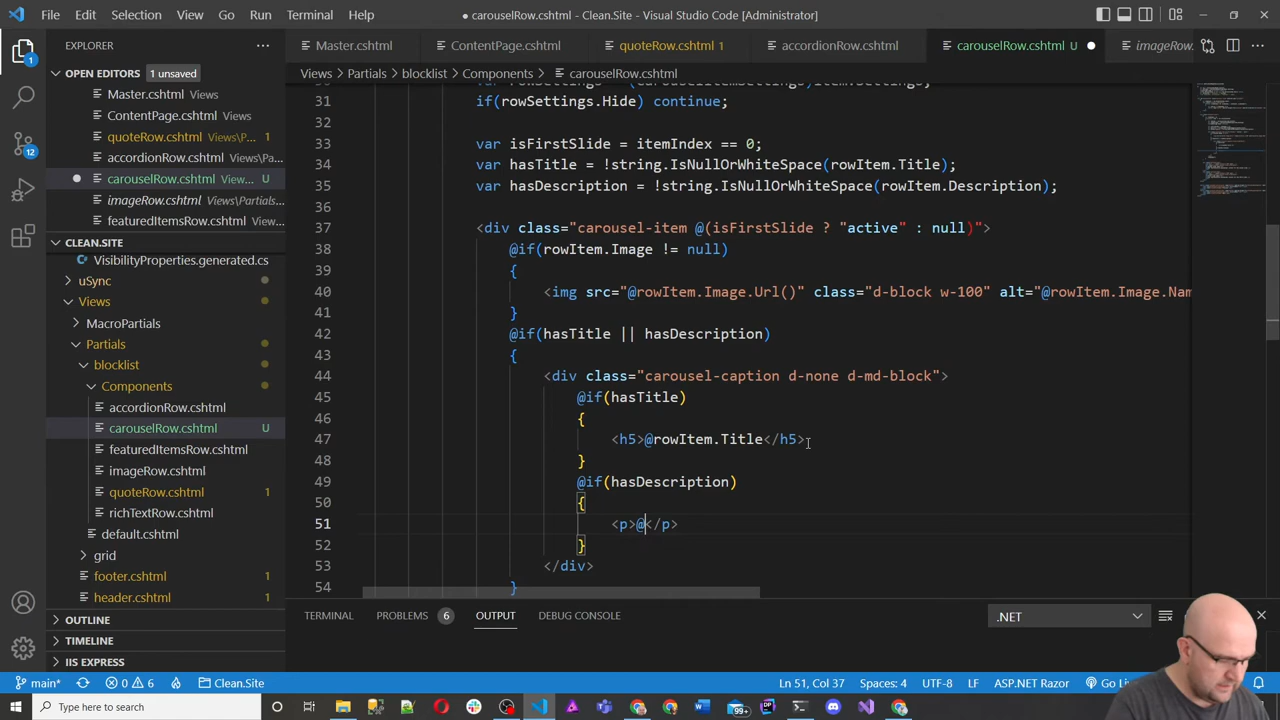 File Edit Selection View Go Run Terminal Help
● carouselRow.cshtml - Clean.Site - Visual Studio Code [Administrator]
EXPLORER ···
OPEN EDITORS 1 unsaved
Master.cshtml Views
ContentPage.cshtml Views
quoteRow.cshtml Views\P...
accordionRow.cshtml Views\Pa...
carouselRow.cshtml View... U
imageRow.cshtml Views\Partials...
featuredItemsRow.cshtml Views...
CLEAN.SITE
VisibilityProperties.generated.cs
uSync
Views
MacroPartials
Partials
blocklist
Components
accordionRow.cshtml
carouselRow.cshtml U
featuredItemsRow.cshtml
imageRow.cshtml
quoteRow.cshtml
richTextRow.cshtml
default.cshtml
grid
footer.cshtml
header.cshtml
OUTLINE
TIMELINE
IIS EXPRESS
Master.cshtml ContentPage.cshtml quoteRow.cshtml 1 accordionRow.cshtml carouselRow.cshtml U ● imageRow.
Views > Partials > blocklist > Components > carouselRow.cshtml
31 if(rowSettings.Hide) continue;
32
33 var isFirstSlide = itemIndex == 0;
34 var hasTitle = !string.IsNullOrWhiteSpace(rowItem.Title);
35 var hasDescription = !string.IsNullOrWhiteSpace(rowItem.Description);
36
37 <div class="carousel-item @(isFirstSlide ? "active" : null)">
38 @if(rowItem.Image != null)
39 {
40 <img src="@rowItem.Image.Url()" class="d-block w-100" alt="@rowItem.Image.Nam
41 }
42 @if(hasTitle || hasDescription)
43 {
44 <div class="carousel-caption d-none d-md-block">
45 @if(hasTitle)
46 {
47 <h5>@rowItem.Title</h5>
48 }
49 @if(hasDescription)
50 {
51 <p>@</p>
52 }
53 </div>
54 }
TERMINAL PROBLEMS 6 OUTPUT DEBUG CONSOLE .NET
main* 0 6 Clean.Site Ln 51, Col 37 Spaces: 4 UTF-8 LF ASP.NET Razor Go Live
Type here to search